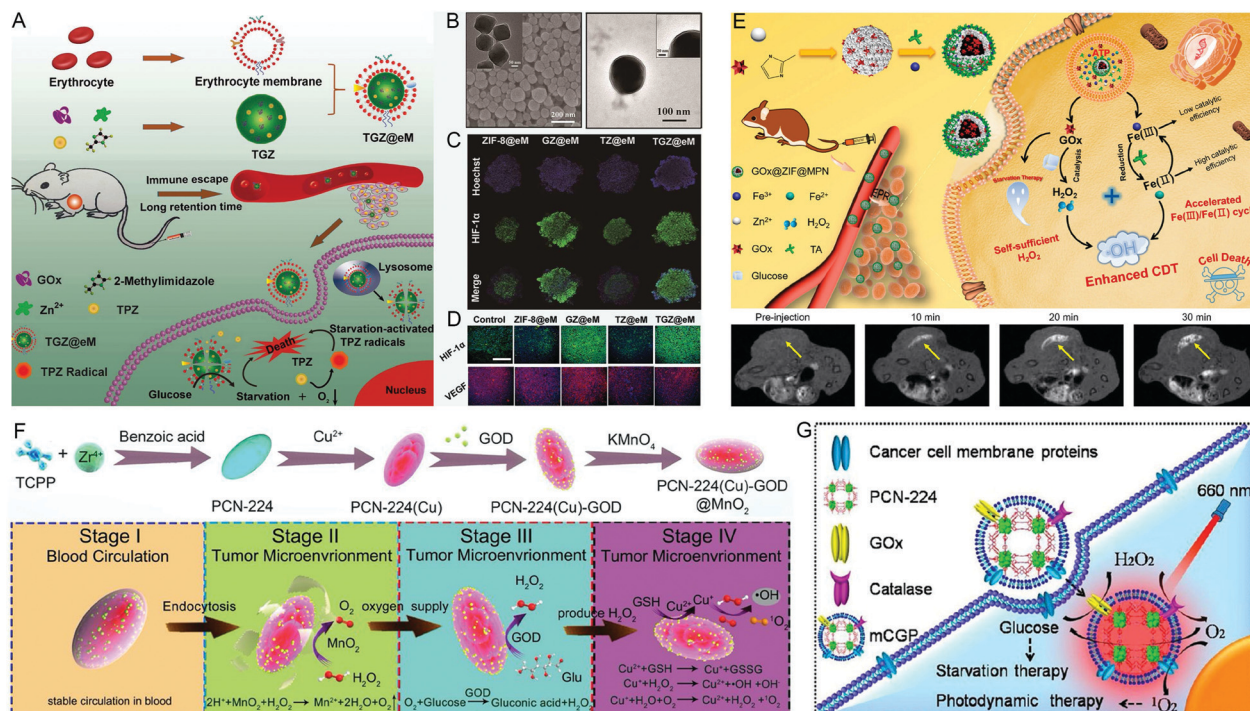 A
Erythrocyte
Erythrocyte membrane
TGZ
TGZ@eM
Immune escape
Long retention time
GOx
2-Methylimidazole
Zn2+
TPZ
TGZ@eM
TPZ Radical
Lysosome
Starvation-activated
TPZ radicals
Death
TPZ
Glucose
Starvation + O2↓
Nucleus
B
50 nm
200 nm
20 nm
100 nm
C
ZIF-8@eM GZ@eM TZ@eM TGZ@eM
Hoechst
HIF-1α
Merge
D
Control ZIF-8@eM GZ@eM TZ@eM TGZ@eM
HIF-1α
VEGF
E
GOx@ZIF@MPN
Fe3+ Fe2+
Zn2+ H2O2
GOx TA
Glucose
EPR
ATP
GOx
Starvation Therapy
Catalysis
H2O2
Self-sufficient
H2O2
Fe(III)
Low catalytic
efficiency
Reduction
Fe(II)
High catalytic
efficiency
Accelerated
Fe(III)/Fe(II) cycle
·OH
Enhanced CDT
Cell Death
Pre-injection 10 min 20 min 30 min
F
TCPP + Zr4+
Benzoic acid
PCN-224
Cu2+
PCN-224(Cu)
GOD
PCN-224(Cu)-GOD
KMnO4
PCN-224(Cu)-GOD
@MnO2
Stage I
Blood Circulation
stable circulation in blood
Endocytosis
Stage II
Tumor Microenvrionment
O2
MnO2
H2O2
2H++MnO2+H2O2 → Mn2++2H2O+O2↑
oxygen
supply
Stage III
Tumor Microenvrionment
H2O2
GOD
Glu
GOD
O2+Glucose → Gluconic acid+H2O2
produce H2O2
Stage IV
Tumor Microenvrionment
GSH
Cu2+ Cu+
•OH
1O2
Cu2++GSH → Cu++GSSG
Cu++H2O2 → Cu2++•OH +OH-
Cu++H2O+O2 → Cu2++H2O2 +1O2
G
Cancer cell membrane proteins
PCN-224
GOx
Catalase
mCGP
660 nm
H2O2
O2
Glucose
Starvation therapy
Photodynamic therapy
1O2